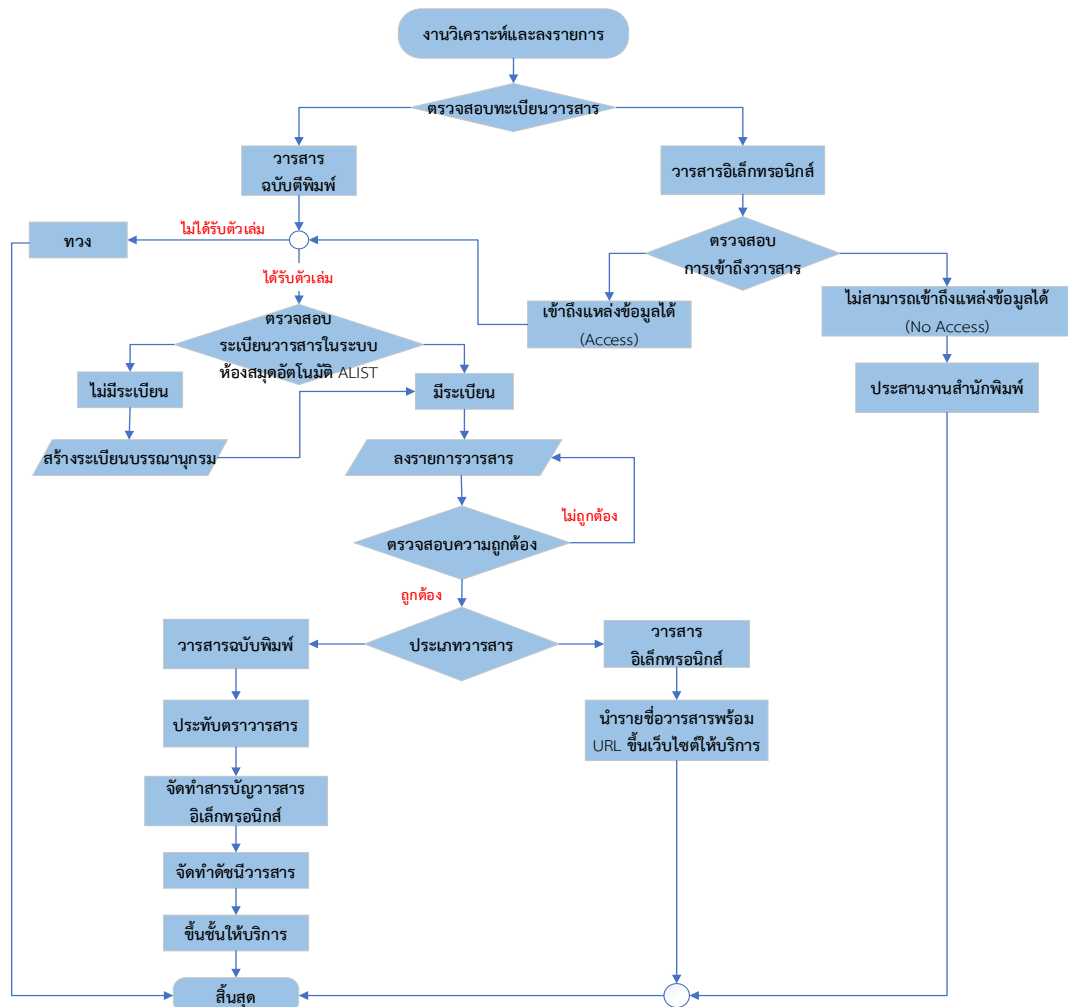 งานวิเคราะห์และลงรายการ
ตรวจสอบทะเบียนวารสาร
วารสาร
ฉบับตีพิมพ์
วารสารอิเล็กทรอนิกส์
ไม่ได้รับตัวเล่ม
ทวง
ตรวจสอบ
การเข้าถึงวารสาร
ได้รับตัวเล่ม
เข้าถึงแหล่งข้อมูลได้
(Access)
ไม่สามารถเข้าถึงแหล่งข้อมูลได้
(No Access)
ตรวจสอบ
ระเบียนวารสารในระบบ
ห้องสมุดอัตโนมัติ ALIST
ไม่มีระเบียน
มีระเบียน
ประสานงานสำนักพิมพ์
สร้างระเบียนบรรณานุกรม
ลงรายการวารสาร
ไม่ถูกต้อง
ตรวจสอบความถูกต้อง
ถูกต้อง
วารสารฉบับพิมพ์
ประเภทวารสาร
วารสาร
อิเล็กทรอนิกส์
ประทับตราวารสาร
นำรายชื่อวารสารพร้อม
URL ขึ้นเว็บไซต์ให้บริการ
จัดทำสารบัญวารสาร
อิเล็กทรอนิกส์
จัดทำดัชนีวารสาร
ขึ้นชั้นให้บริการ
สิ้นสุด